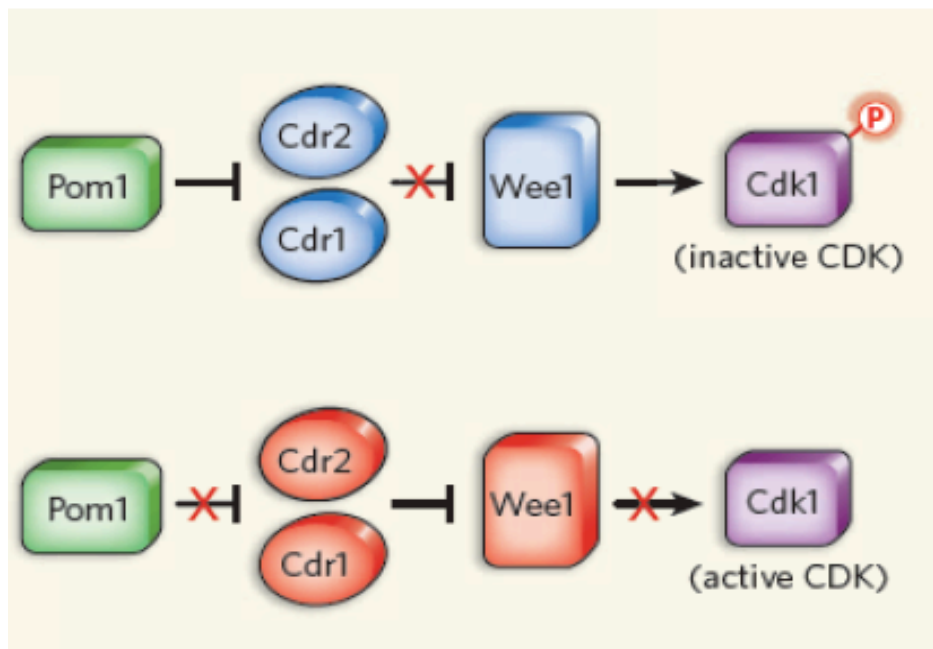 Pom1
Cdr2
Cdr1
X
Wee1
Cdk1
P
(inactive CDK)
Pom1
X
Cdr2
Cdr1
Wee1
X
Cdk1
(active CDK)